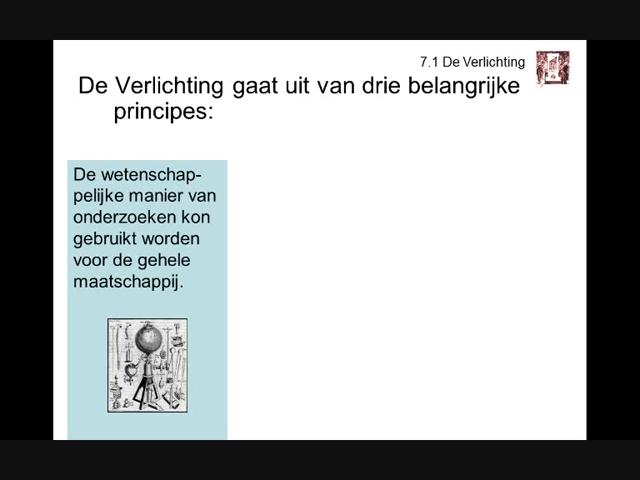 7.1 De Verlichting
De Verlichting gaat uit van drie belangrijke
principes:
De wetenschap-
pelijke manier van
onderzoeken kon
gebruikt worden
voor de gehele
maatschappij.